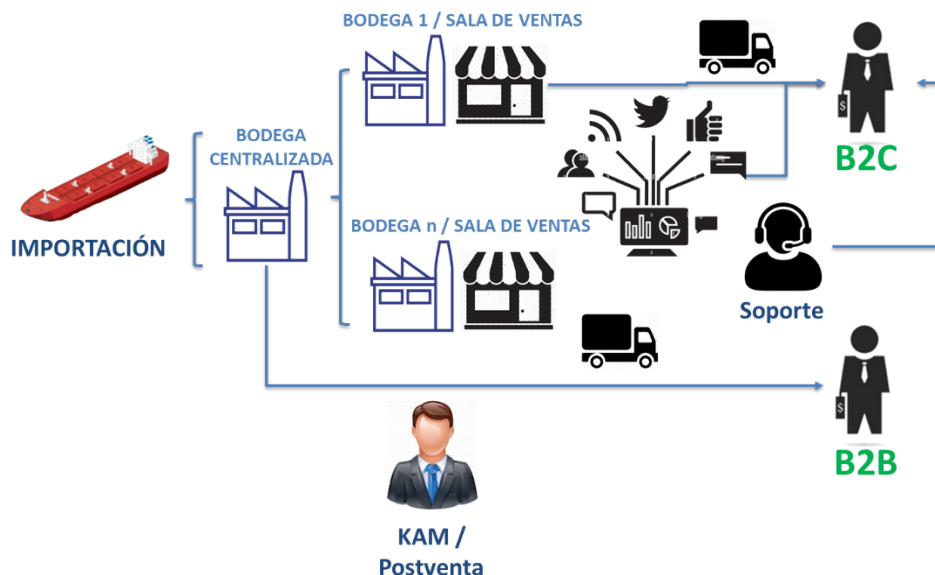 BODEGA 1 / SALA DE VENTAS
BODEGA
CENTRALIZADA
IMPORTACIÓN
B2C
BODEGA n / SALA DE VENTAS
Soporte
B2B
KAM /
Postventa